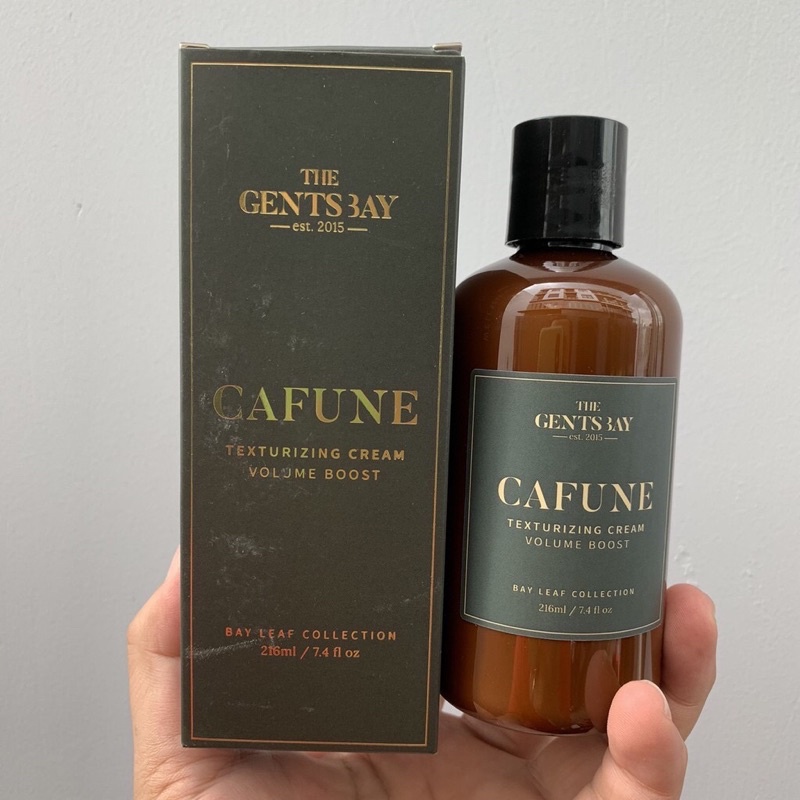 THE
GENTS BAY
est. 2015
CAFUNE
TEXTURIZING CREAM
VOLUME BOOST
BAY LEAF COLLECTION
216ml / 7.4 fl oz
THE
GENTS BAY
est. 2015
CAFUNE
TEXTURIZING CREAM
VOLUME BOOST
BAY LEAF COLLECTION
216ml / 7.4 fl oz